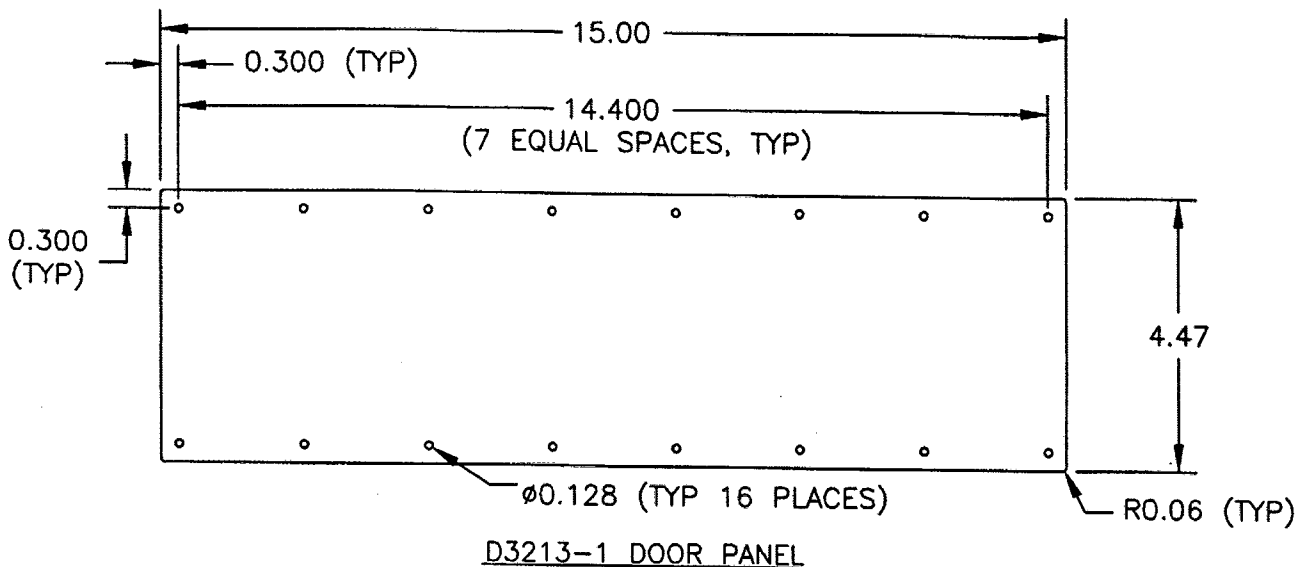 15.00
0.300 (TYP)
14.400
(7 EQUAL SPACES, TYP)
0.300
(TYP)
4.47
ø0.128 (TYP 16 PLACES)
R0.06 (TYP)
D3213-1 DOOR PANEL